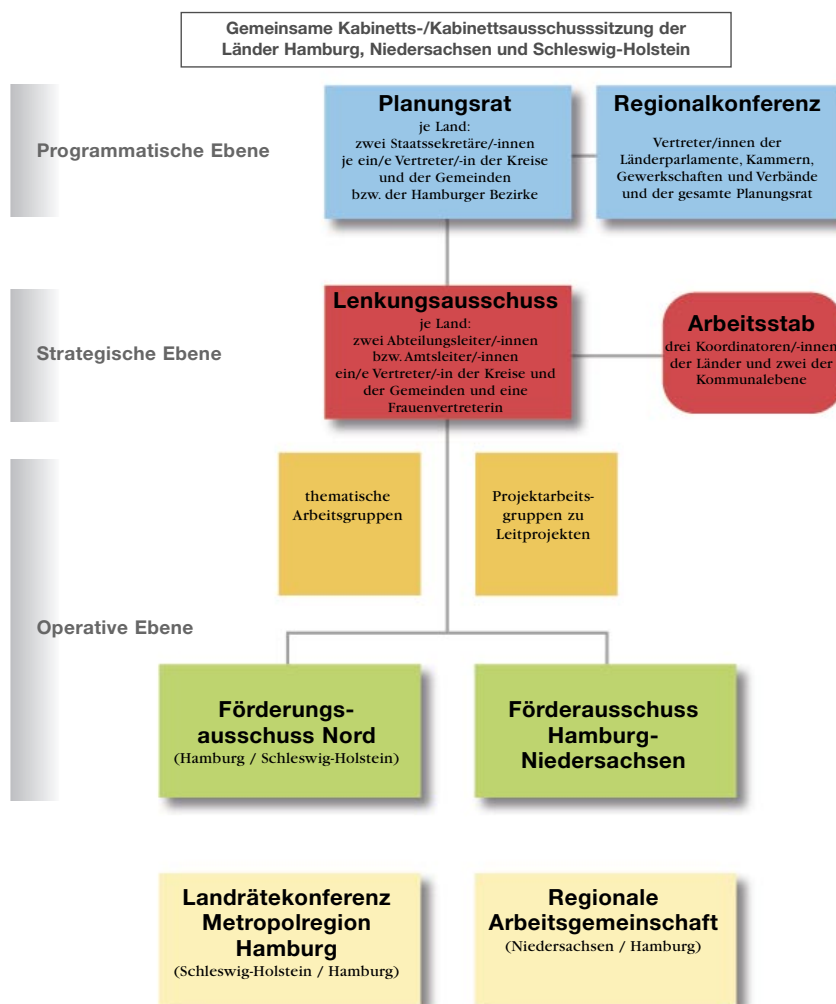 Gemeinsame Kabinetts-/Kabinettsausschusssitzung der
Länder Hamburg, Niedersachsen und Schleswig-Holstein
Programmatische Ebene
Planungsrat
je Land:
zwei Staatssekretäre/-innen
je ein/e Vertreter/-in der Kreise
und der Gemeinden
bzw. der Hamburger Bezirke
Regionalkonferenz
Vertreter/innen der
Länderparlamente, Kammern,
Gewerkschaften und Verbände
und der gesamte Planungsrat
Strategische Ebene
Lenkungsausschuss
je Land:
zwei Abteilungsleiter/-innen
bzw. Amtsleiter/-innen
ein/e Vertreter/-in der Kreise und
der Gemeinden und eine
Frauenvertreterin
Arbeitsstab
drei Koordinatoren/-innen
der Länder und zwei der
Kommunalebene
Operative Ebene
thematische
Arbeitsgruppen
Projektarbeits-
gruppen zu
Leitprojekten
Förderungs-
ausschuss Nord
(Hamburg / Schleswig-Holstein)
Förderausschuss
Hamburg-
Niedersachsen
Landrätekonferenz
Metropolregion
Hamburg
(Schleswig-Holstein / Hamburg)
Regionale
Arbeitsgemeinschaft
(Niedersachsen / Hamburg)